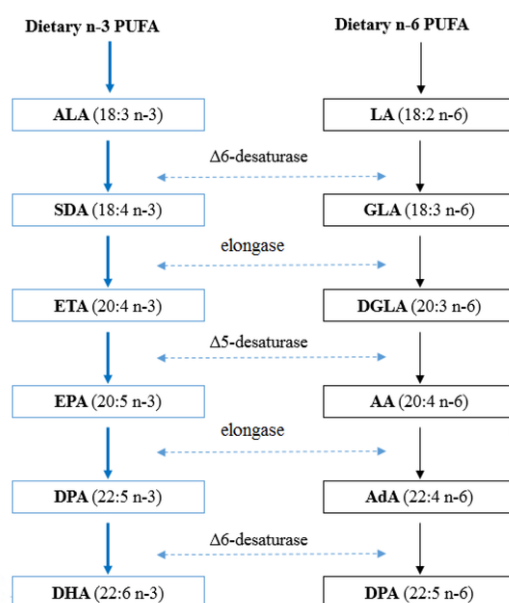 Dietary n-3 PUFA
Dietary n-6 PUFA
ALA (18:3 n-3)
LA (18:2 n-6)
Δ6-desaturase
SDA (18:4 n-3)
GLA (18:3 n-6)
elongase
ETA (20:4 n-3)
DGLA (20:3 n-6)
Δ5-desaturase
EPA (20:5 n-3)
AA (20:4 n-6)
elongase
DPA (22:5 n-3)
AdA (22:4 n-6)
Δ6-desaturase
DHA (22:6 n-3)
DPA (22:5 n-6)